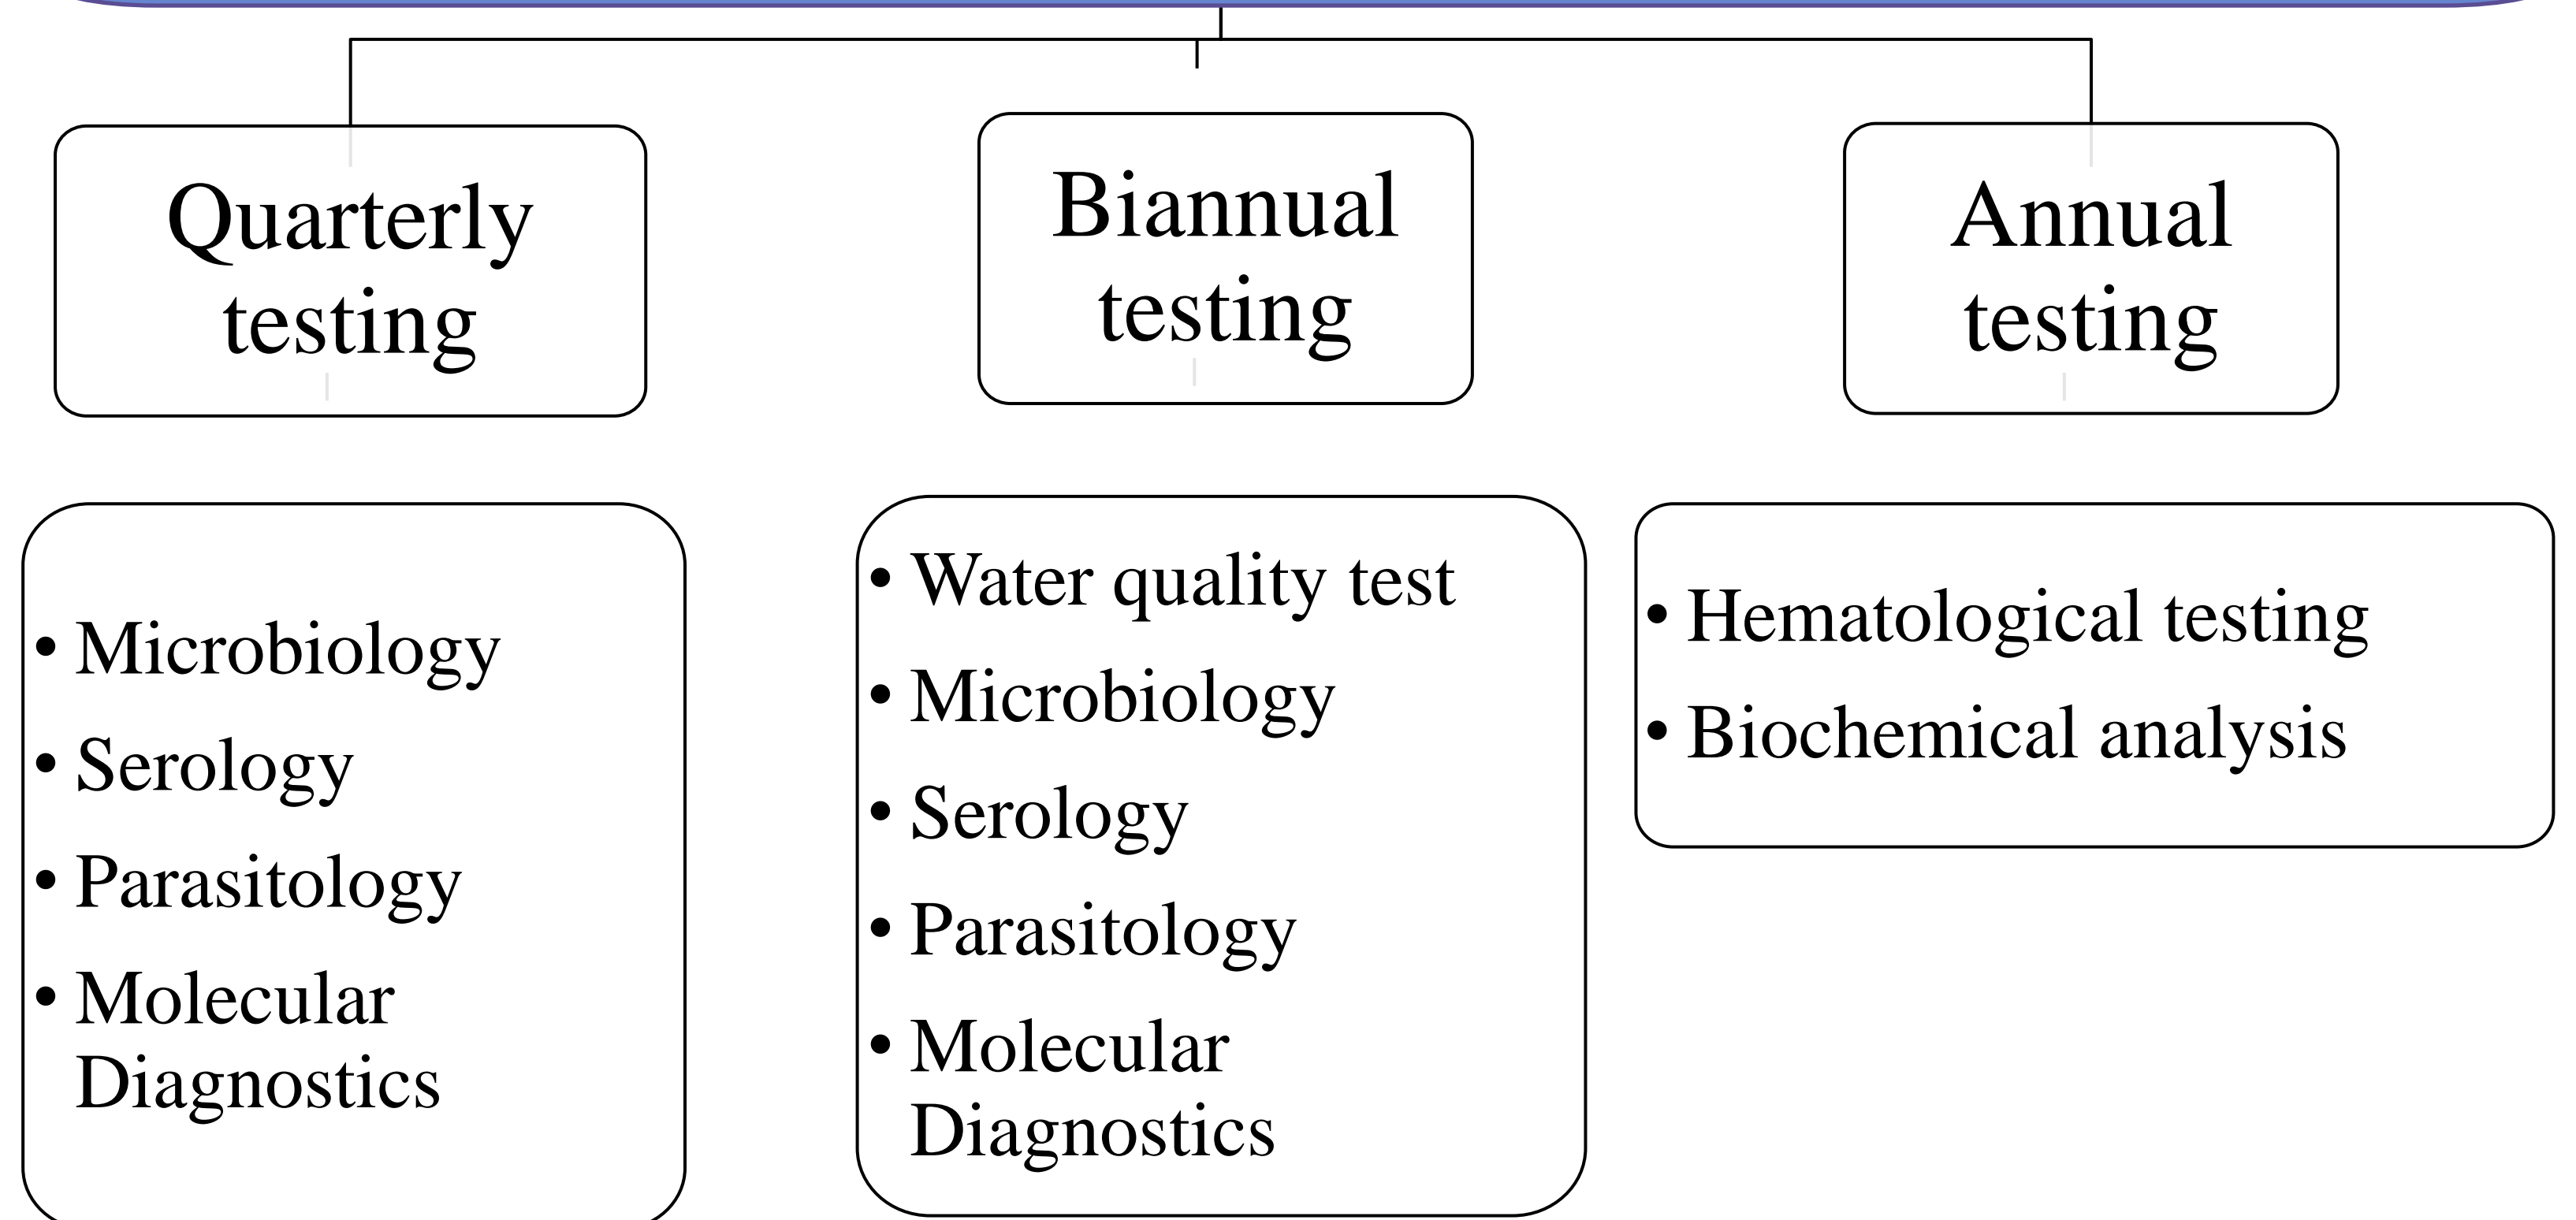 Quarterly
testing
Biannual
testing
Annual
testing
• Microbiology
• Serology
• Parasitology
• Molecular
Diagnostics
• Water quality test
• Microbiology
• Serology
• Parasitology
• Molecular
Diagnostics
• Hematological testing
• Biochemical analysis